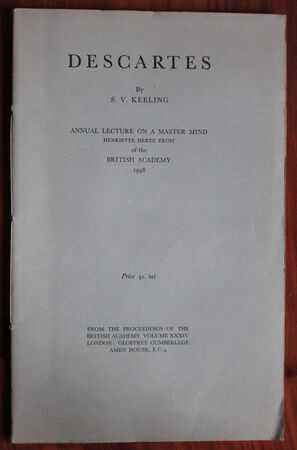 DESCARTES
By
S. V. KEELING
ANNUAL LECTURE ON A MASTER MIND
HENRIETTE HERTZ TRUST
of the
BRITISH ACADEMY
1948
Price 4s. net
FROM THE PROCEEDINGS OF THE
BRITISH ACADEMY. VOLUME XXXIV
LONDON: GEOFFREY CUMBERLEGE
AMEN HOUSE, E.C. 4